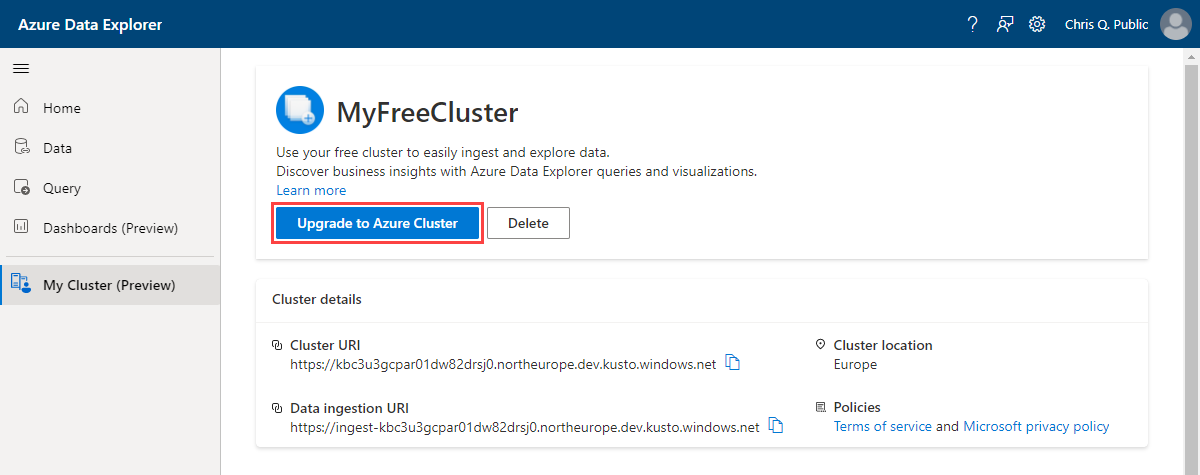 Azure Data Explorer
?
Chris Q. Public
Home
Data
Query
Dashboards (Preview)
My Cluster (Preview)
MyFreeCluster
Use your free cluster to easily ingest and explore data.
Discover business insights with Azure Data Explorer queries and visualizations.
Learn more
Upgrade to Azure Cluster
Delete
Cluster details
Cluster URI
https://kbc3u3gcpar01dw82drsj0.northeurope.dev.kusto.windows.net
Cluster location
Europe
Data ingestion URI
https://ingest-kbc3u3gcpar01dw82drsj0.northeurope.dev.kusto.windows.net
Policies
Terms of service and Microsoft privacy policy